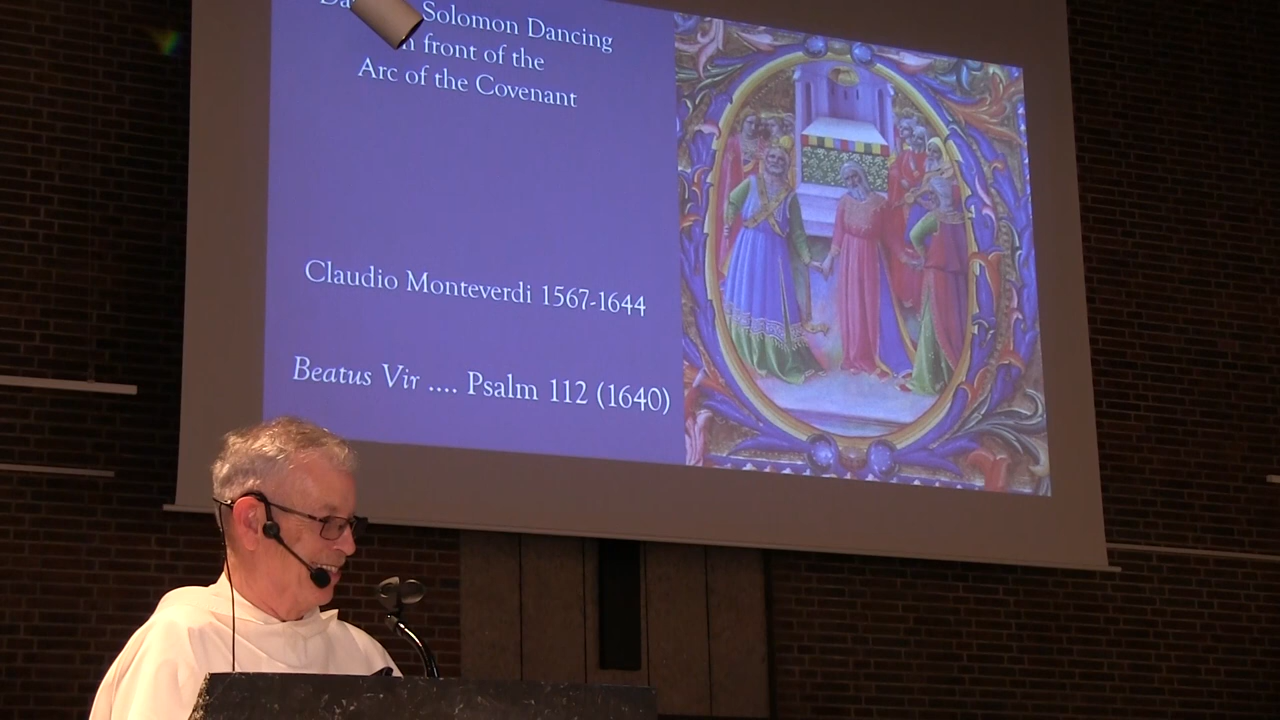 Solomon Dancing
front of the
Arc of the Covenant
Claudio Monteverdi 1567-1644
Beatus Vir .... Psalm 112 (1640)